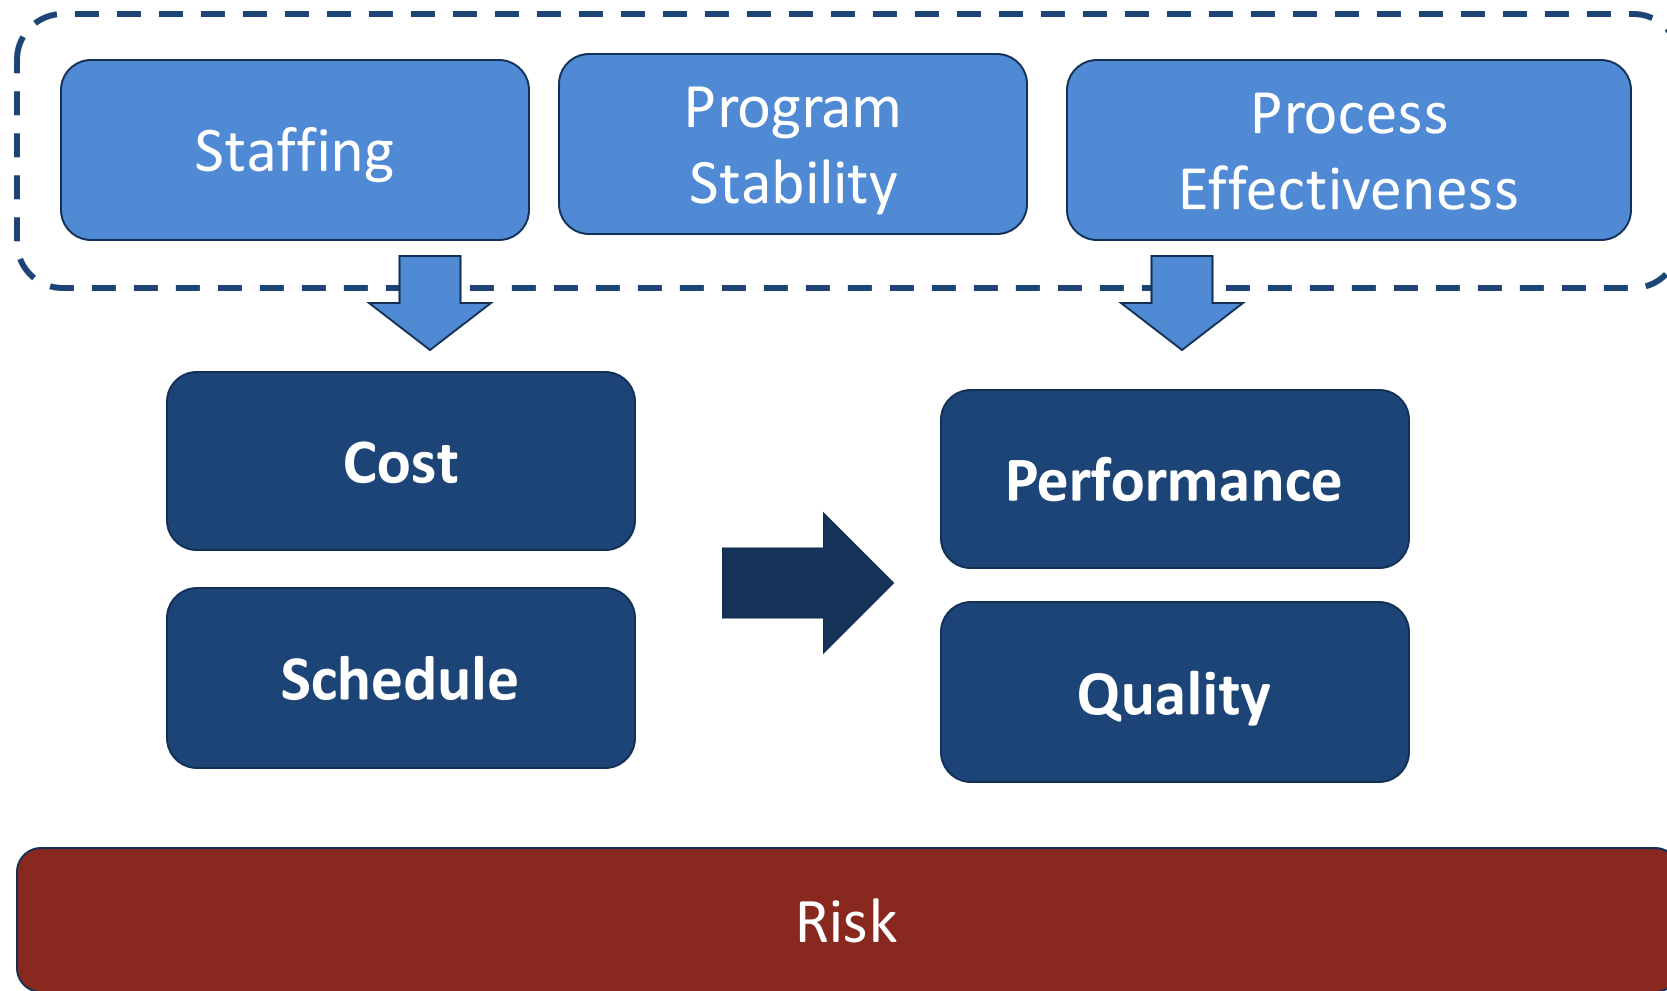 Staffing
Program
Stability
Process
Effectiveness
Cost
Performance
Schedule
Quality
Risk